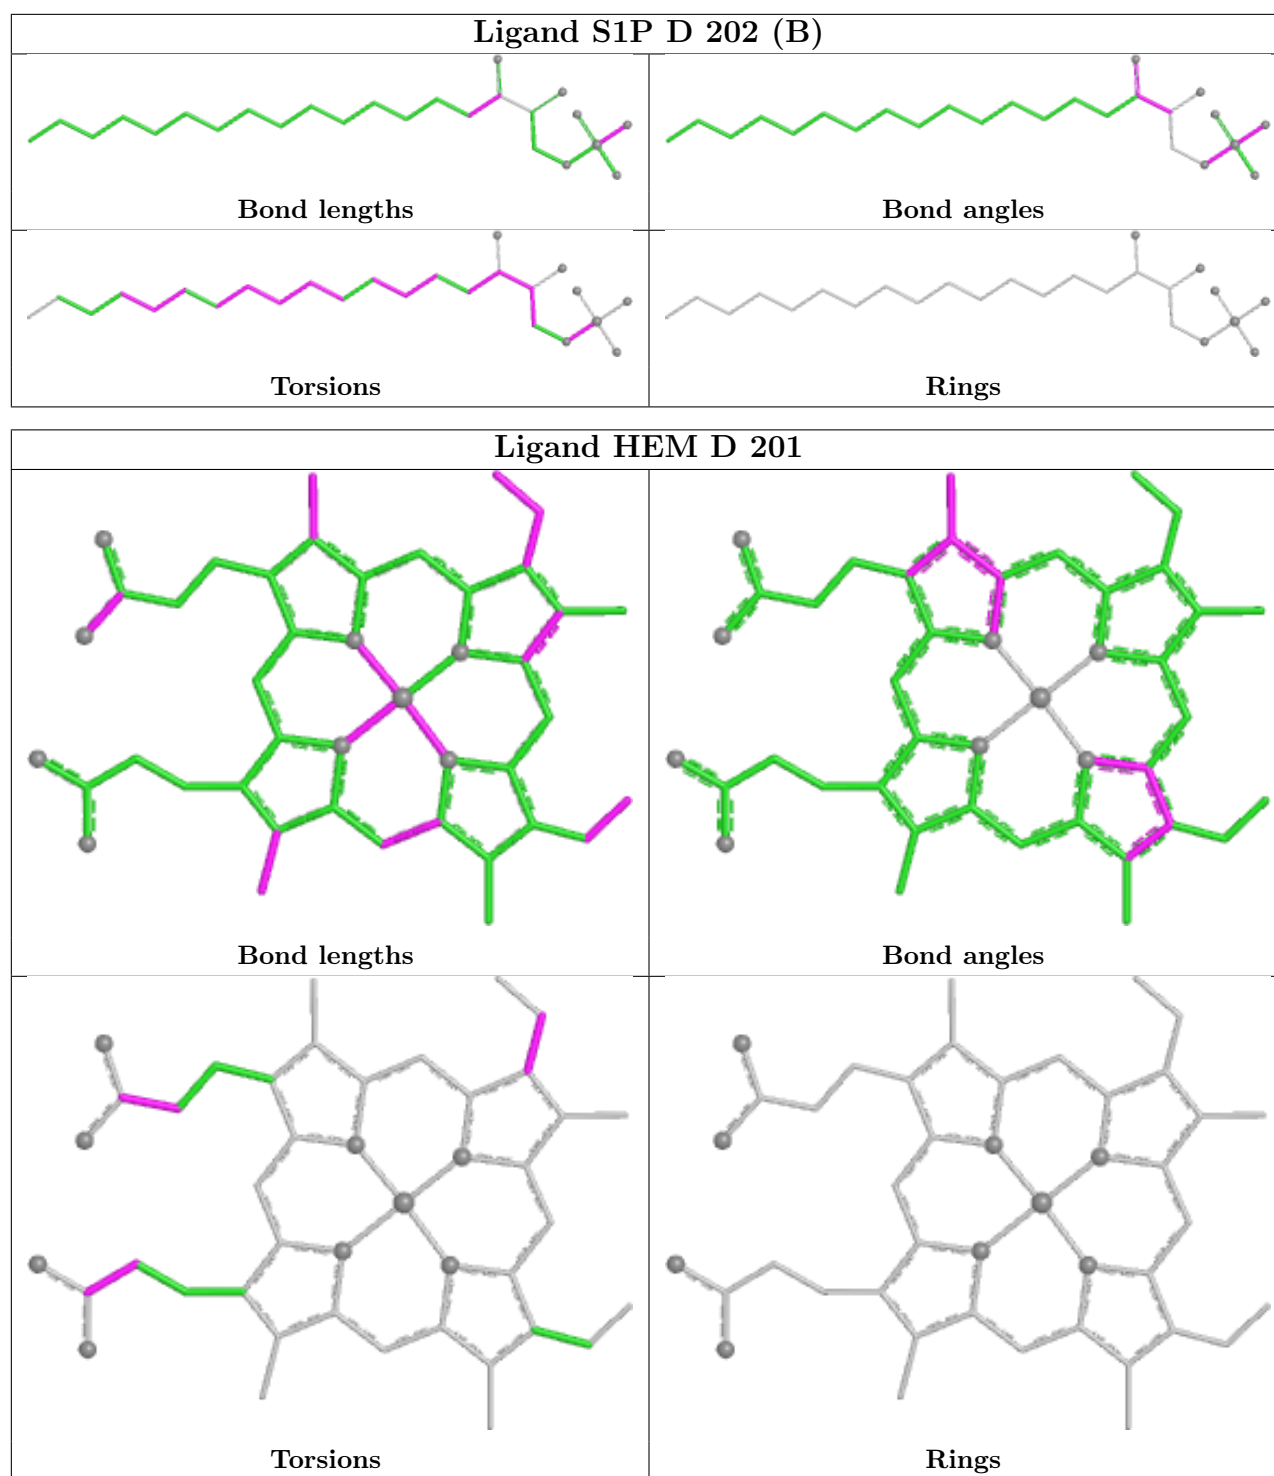 Ligand S1P D 202 (B)
Bond lengths
Bond angles
Torsions
Rings
Ligand HEM D 201
Bond lengths
Bond angles
Torsions
Rings